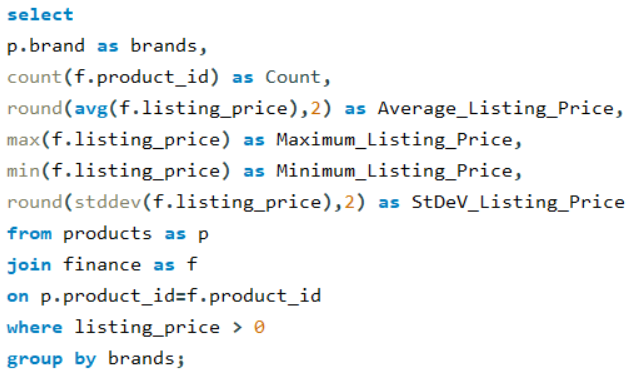 select
p.brand as brands,
count(f.product_id) as Count,
round(avg(f.listing_price),2) as Average_Listing_Price,
max(f.listing_price) as Maximum_Listing_Price,
min(f.listing_price) as Minimum_Listing_Price,
round(stddev(f.listing_price),2) as StDeV_Listing_Price
from products as p
join finance as f
on p.product_id=f.product_id
where listing_price > 0
group by brands;